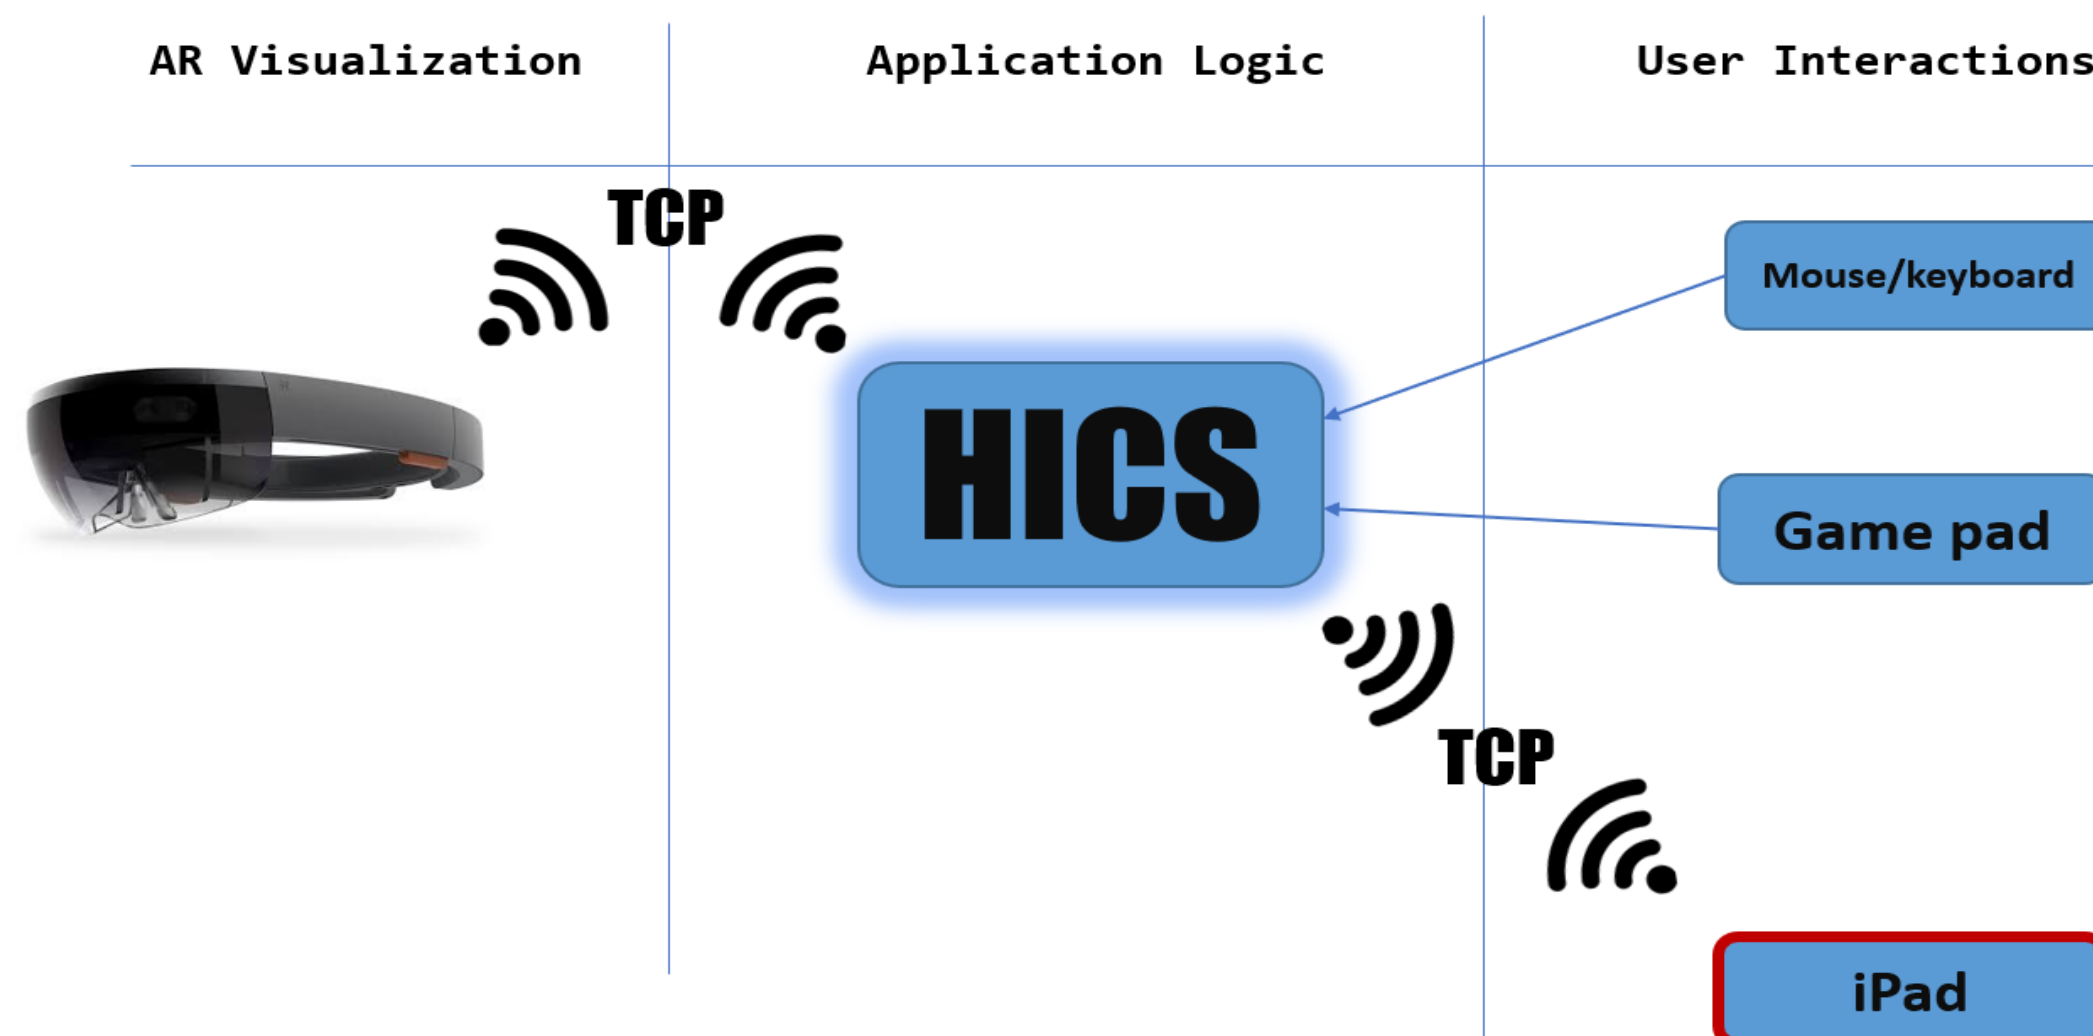 AR Visualization
Application Logic
User Interactions
TCP
Mouse/keyboard
HICS
Game pad
TCP
iPad